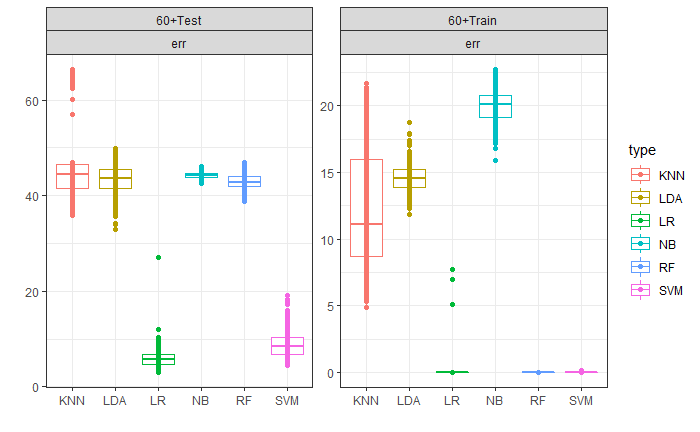 60+Test
60+Train
err
err
60
40
20
0
20
15
10
5
0
KNN LDA LR NB RF SVM
KNN LDA LR NB RF SVM
type
KNN
LDA
LR
NB
RF
SVM